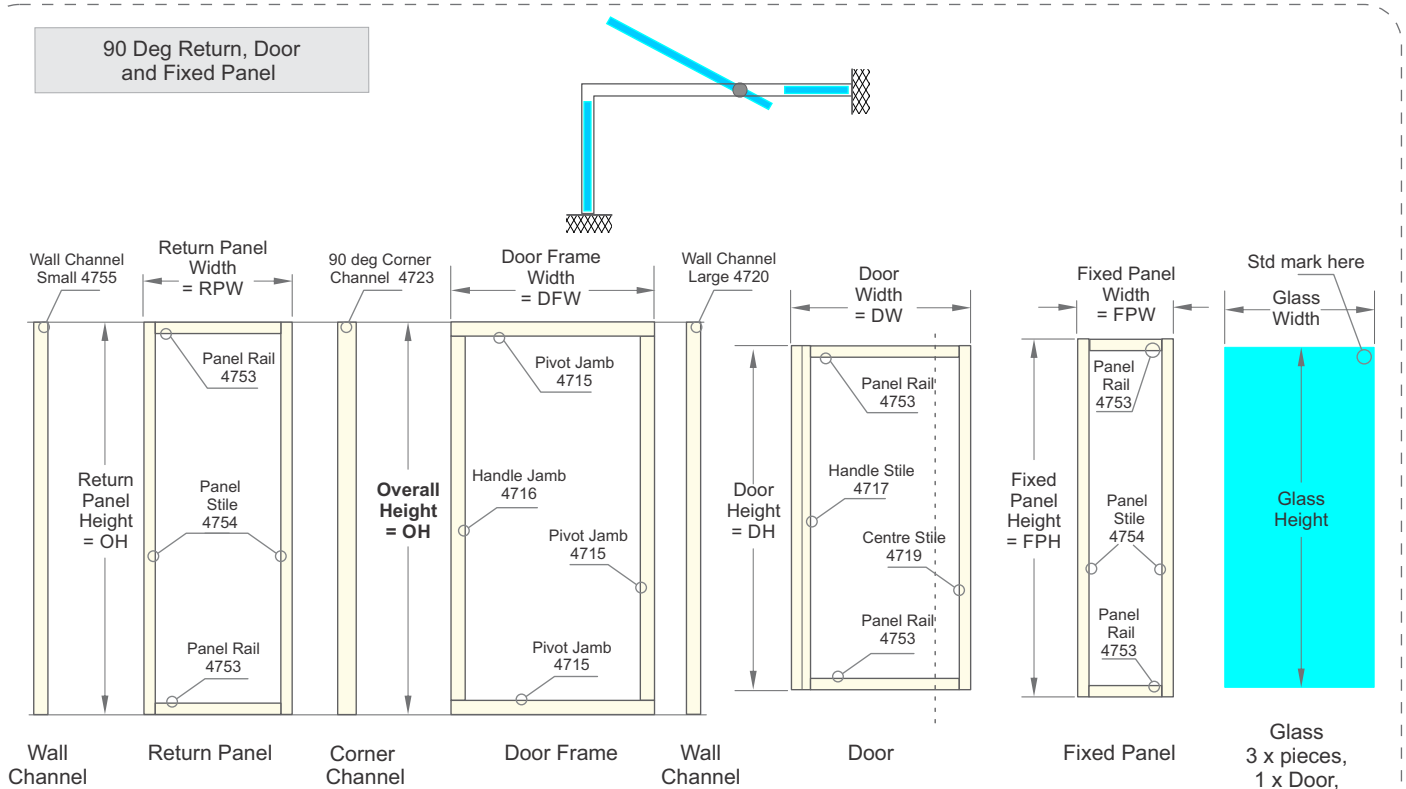 90 Deg Return, Door
and Fixed Panel
Wall Channel
Small 4755
Return Panel
Width
= RPW
90 deg Corner
Channel 4723
Door Frame
Width
= DFW
Wall Channel
Large 4720
Door
Width
= DW
Fixed Panel
Width
= FPW
Std mark here
Glass
Width
Panel Rail
4753
Pivot Jamb
4715
Panel Rail
4753
Panel
Rail
4753
Return
Panel
Height
= OH
Panel
Stile
4754
Overall
Height
= OH
Handle Jamb
4716
Pivot Jamb
4715
Door
Height
= DH
Handle Stile
4717
Centre Stile
4719
Fixed
Panel
Height
= FPH
Panel
Stile
4754
Glass
Height
Panel Rail
4753
Pivot Jamb
4715
Panel Rail
4753
Panel
Rail
4753
Wall
Channel
Return Panel
Corner
Channel
Door Frame
Wall
Channel
Door
Fixed Panel
Glass
3 x pieces,
1 x Door,